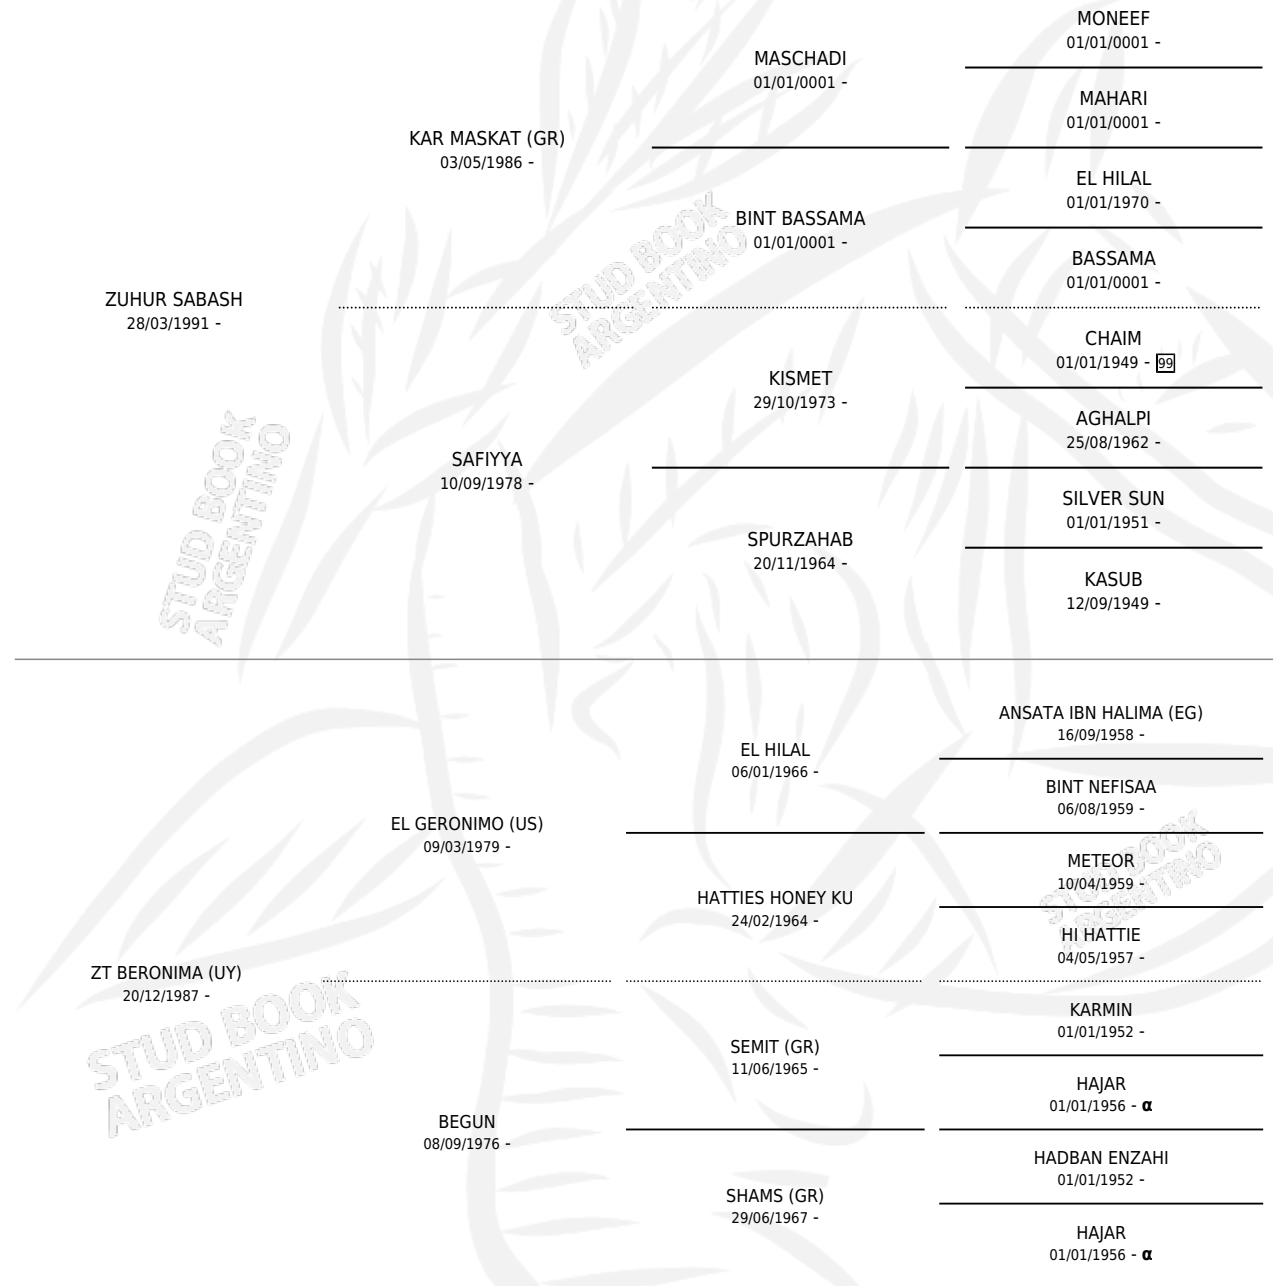 MONEEF
01/01/0001 -
MASCHADI
01/01/0001 -
MAHARI
01/01/0001 -
KAR MASKAT (GR)
03/05/1986 -
EL HILAL
01/01/1970 -
BINT BASSAMA
01/01/0001 -
BASSAMA
01/01/0001 -
ZUHUR SABASH
28/03/1991 -
CHAIM
01/01/1949 - 99
KISMET
29/10/1973 -
AGHALPI
25/08/1962 -
SAFIYYA
10/09/1978 -
SILVER SUN
01/01/1951 -
SPURZAHAB
20/11/1964 -
KASUB
12/09/1949 -
STUD BOOK
ARGENTINO
STUD BOOK
ARGENTINO
ANSATA IBN HALIMA (EG)
16/09/1958 -
EL HILAL
06/01/1966 -
BINT NEFISAA
06/08/1959 -
EL GERONIMO (US)
09/03/1979 -
METEOR
10/04/1959 -
HATTIES HONEY KU
24/02/1964 -
HI HATTIE
04/05/1957 -
ZT BERONIMA (UY)
20/12/1987 -
KARMIN
01/01/1952 -
SEMIT (GR)
11/06/1965 -
HAJAR
01/01/1956 - α
BEGUN
08/09/1976 -
HADBAN ENZAHI
01/01/1952 -
SHAMS (GR)
29/06/1967 -
HAJAR
01/01/1956 - α
STUD BOOK
ARGENTINO
STUD BOOK
ARGENTINO